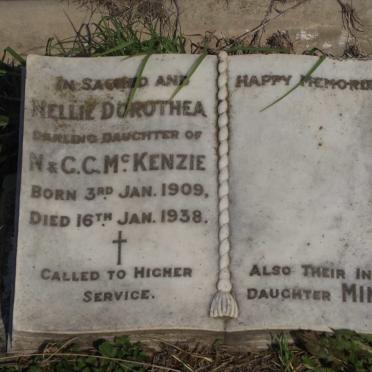 IN SACRED AND HAPPY
NELLIE DOROTHEA
DARLING DAUGHTER OF
N & C.C. McKENZIE
BORN 3RD JAN. 1909,
DIED 16TH JAN. 1938.
CALLED TO HIGHER
SERVICE.
ALSO THEIR
DAUGHTER